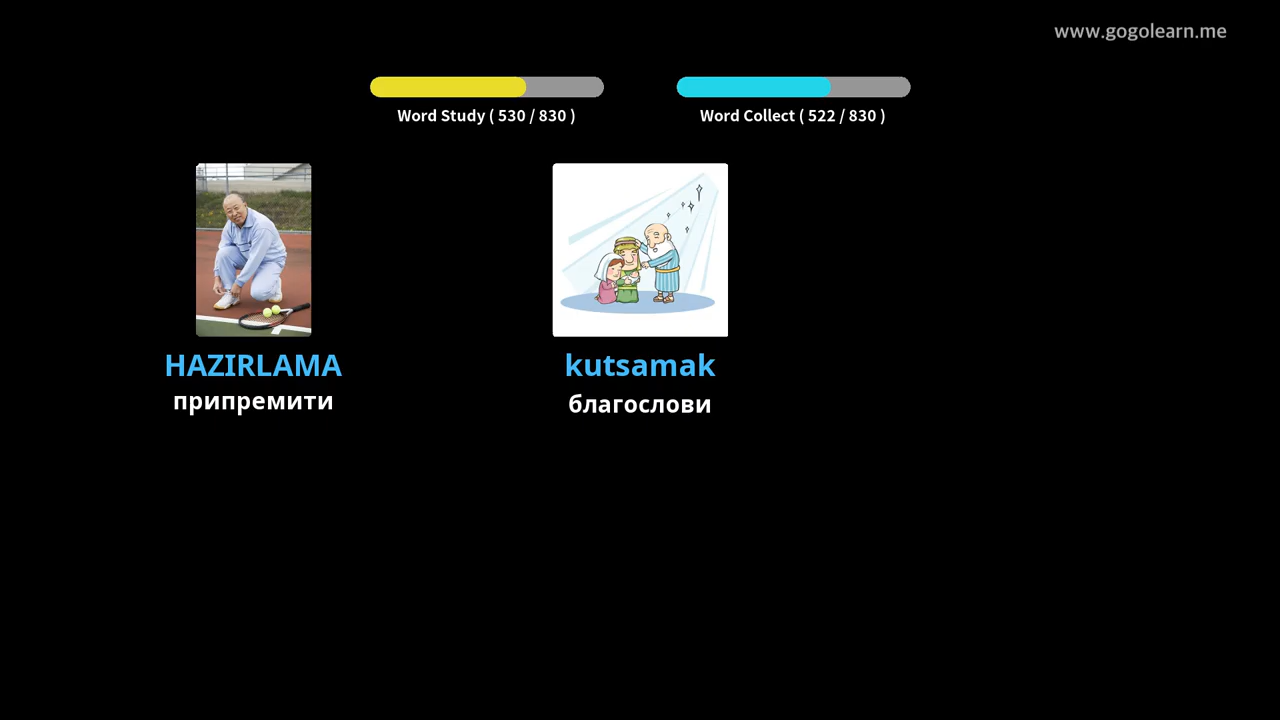 www.gogolearn.me
Word Study ( 530 / 830 )
Word Collect ( 522 / 830 )
HAZIRLAMA
припремити
kutsamak
благослови